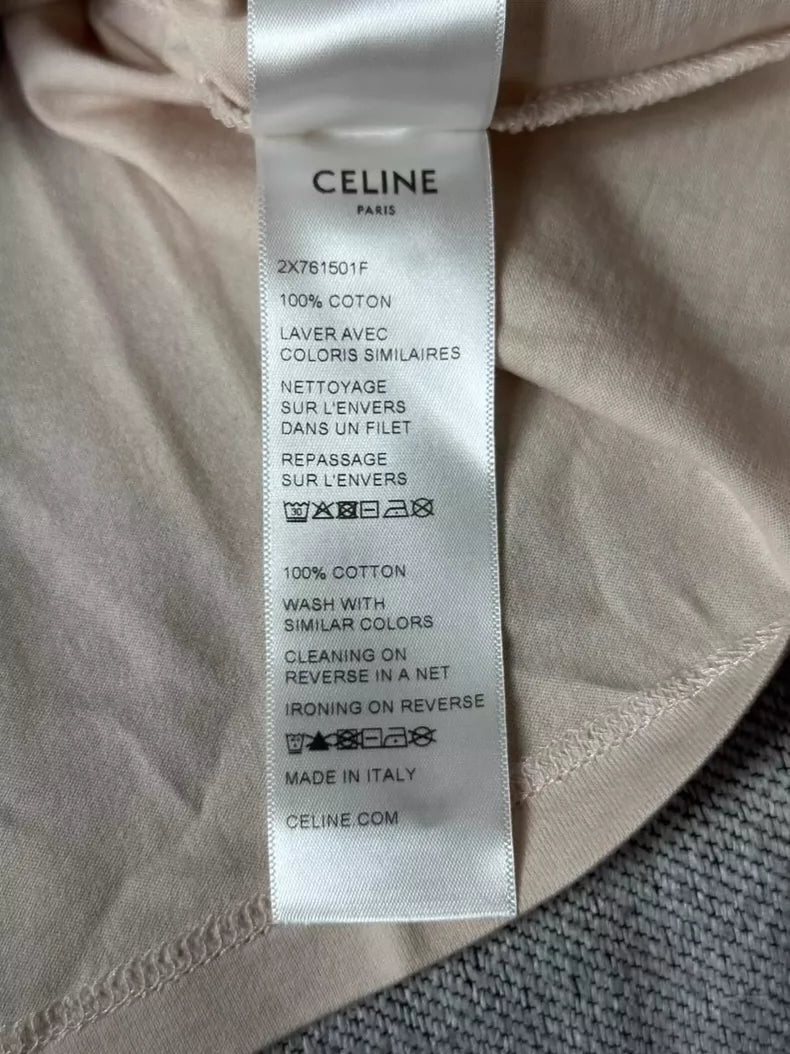 CELINE
PARIS
2X761501F
100% COTON
LAVER AVEC
COLORIS SIMILAIRES
NETTOYAGE
SUR L'ENVERS
DANS UN FILET
REPASSAGE
SUR L'ENVERS
30
100% COTTON
WASH WITH
SIMILAR COLORS
CLEANING ON
REVERSE IN A NET
IRONING ON REVERSE
MADE IN ITALY
CELINE.COM